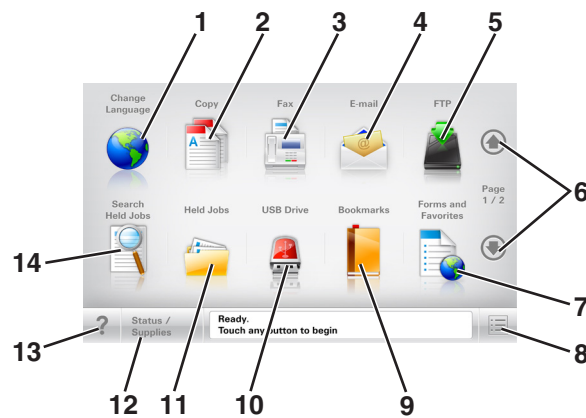 1 2 3 4 5
Change Language
Copy
Fax
E-mail
FTP
A
@
6
Page
1 / 2
Search Held Jobs
Held Jobs
USB Drive
Bookmarks
Forms and Favorites
14
7
?
Status / Supplies
Ready.
Touch any button to begin
13 12 11 10 9 8